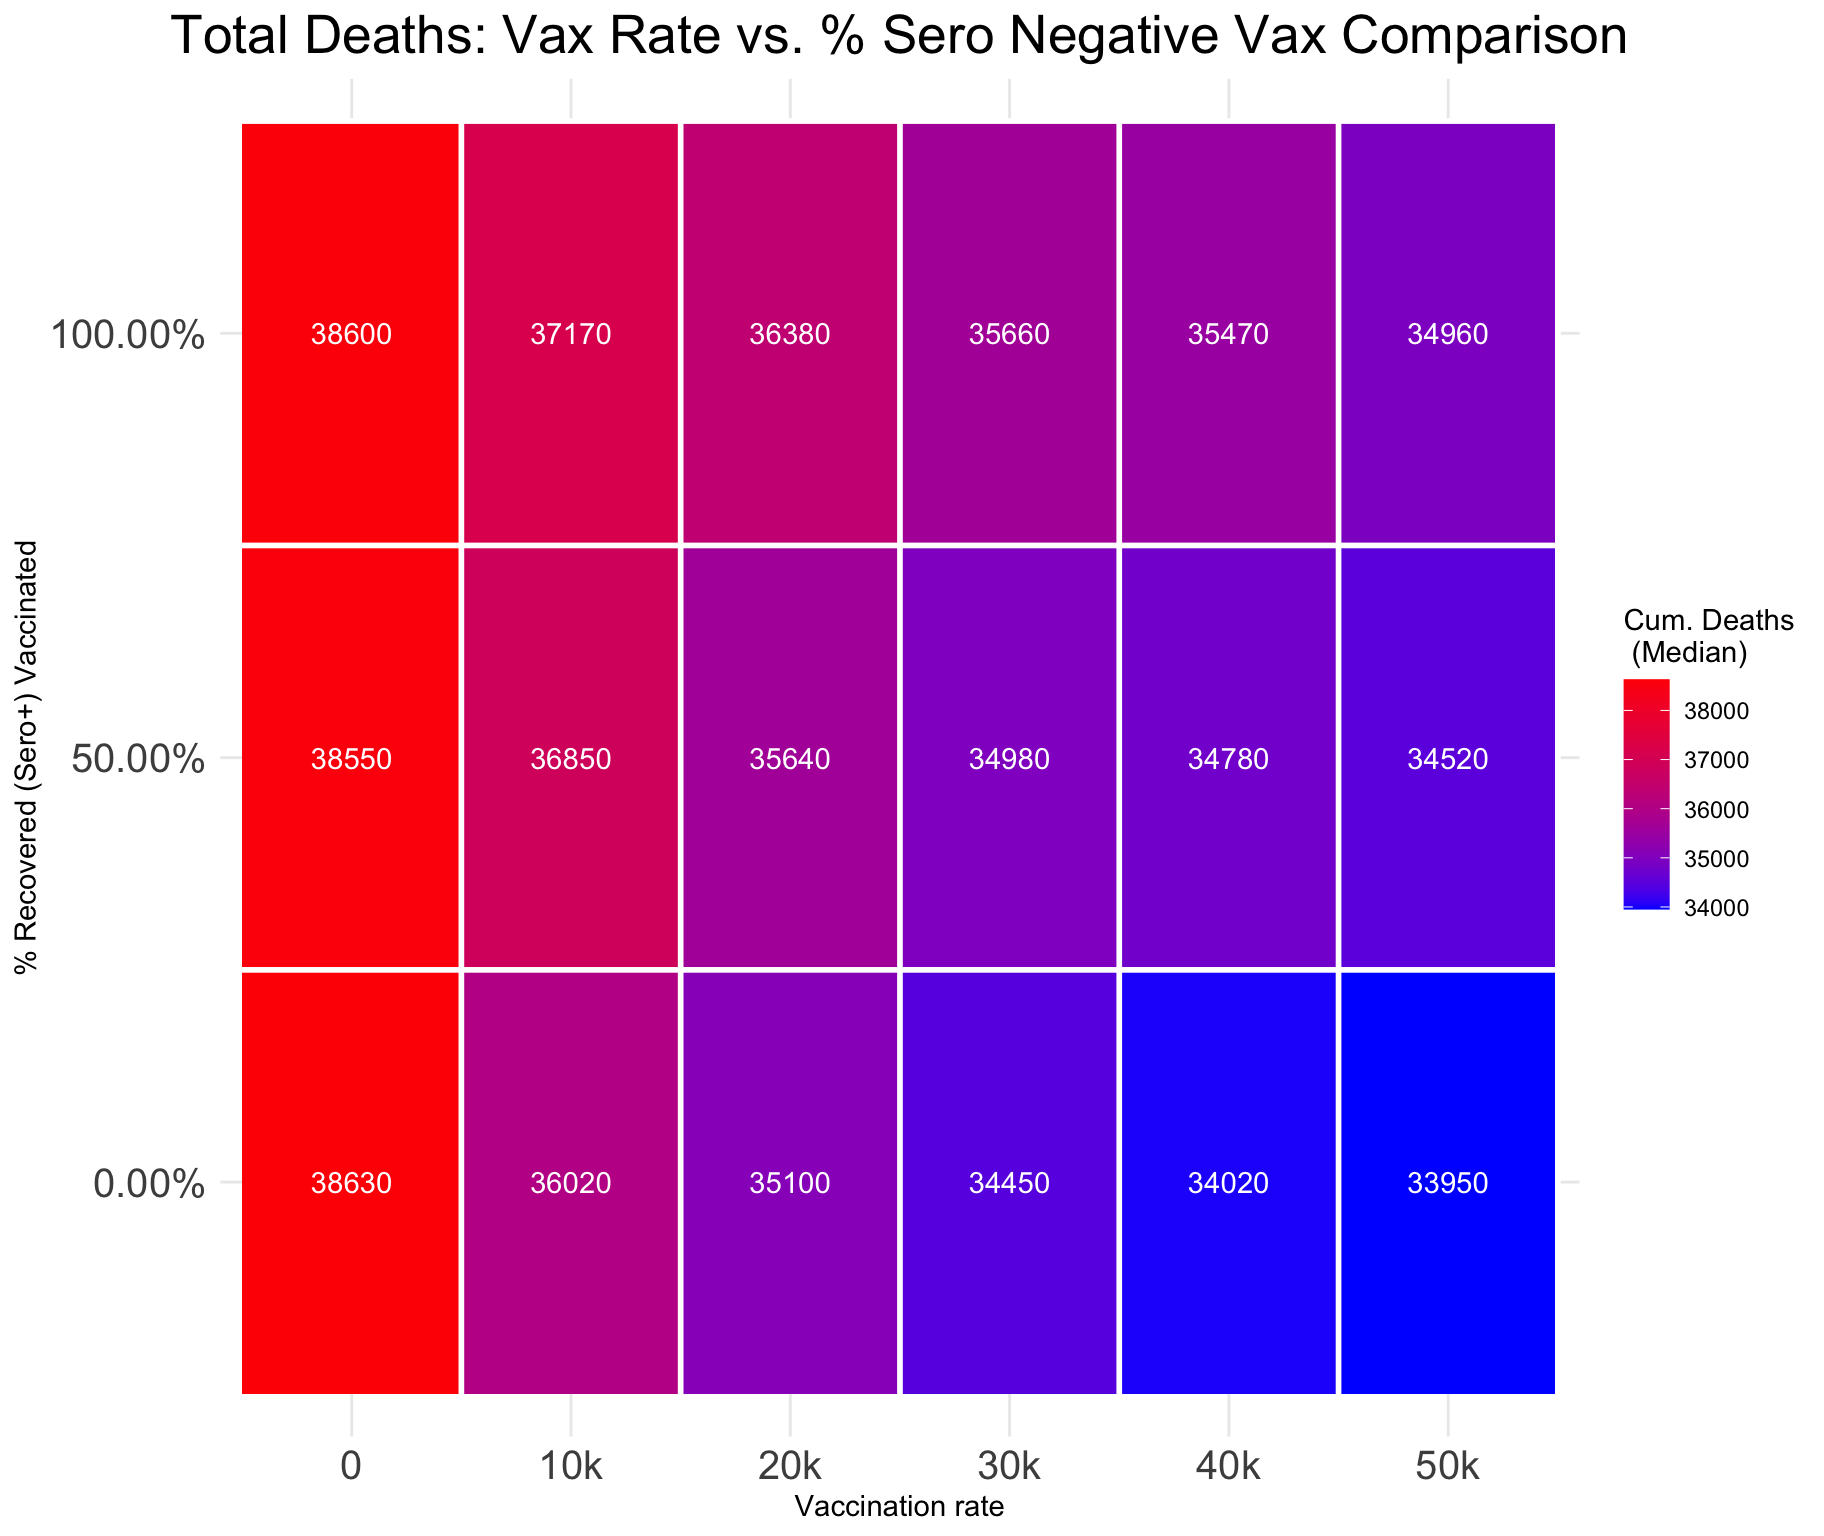 Total Deaths: Vax Rate vs. % Sero Negative Vax Comparison
% Recovered (Sero+) Vaccinated
100.00%
38600 37170 36380 35660 35470 34960
50.00%
38550 36850 35640 34980 34780 34520
0.00%
38630 36020 35100 34450 34020 33950
0 10k 20k 30k 40k 50k
Vaccination rate
Cum. Deaths
(Median)
38000
37000
36000
35000
34000